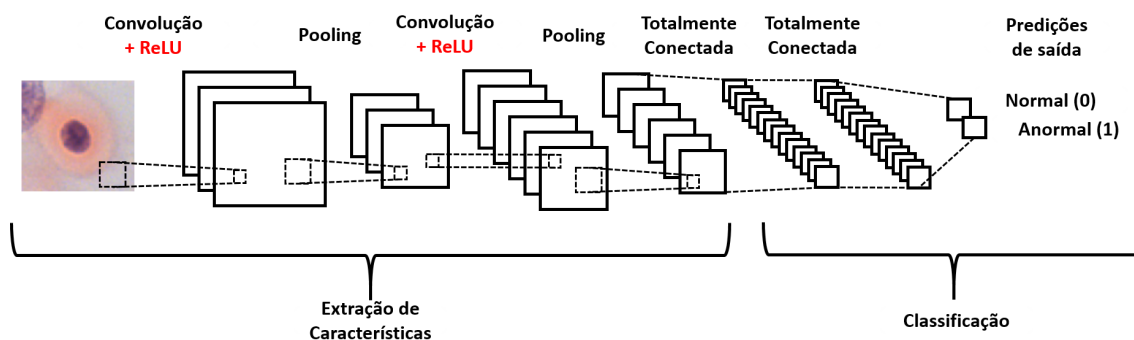 Convolução
+ ReLU
Pooling
Convolução
+ ReLU
Pooling
Totalmente
Conectada
Totalmente
Conectada
Predições
de saída
Normal (0)
Anormal (1)
Extração de
Características
Classificação